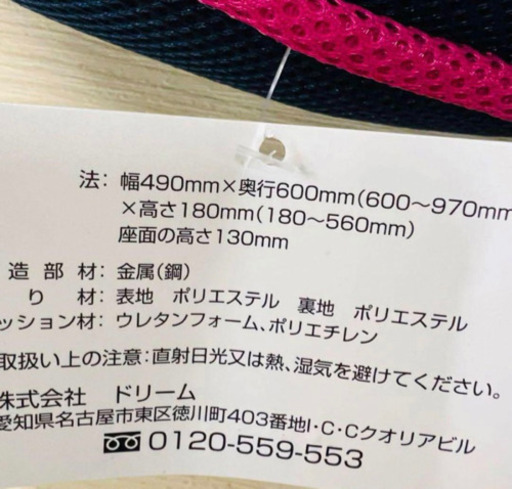 法: 幅490mm×奥行600mm(600〜970mm
×高さ180mm(180〜560mm)
座面の高さ130mm
造部材: 金属(鋼)
り材: 表地 ポリエステル 裏地 ポリエステル
ッション材: ウレタンフォーム、ポリエチレン
取扱い上の注意: 直射日光又は熱、湿気を避けてください。
株式会社 ドリーム
愛知県名古屋市東区徳川町403番地I・C・Cクオリアビル
0120-559-553